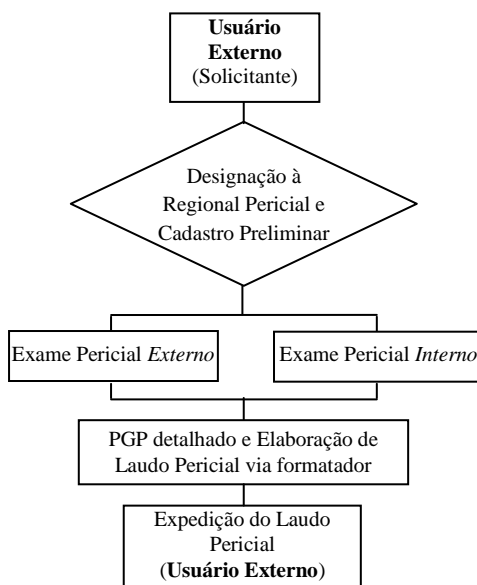 Usuário
Externo
(Solicitante)
Designação à
Regional Pericial e
Cadastro Preliminar
Exame Pericial Externo
Exame Pericial Interno
PGP detalhado e Elaboração de
Laudo Pericial via formatador
Expedição do Laudo
Pericial
(Usuário Externo)